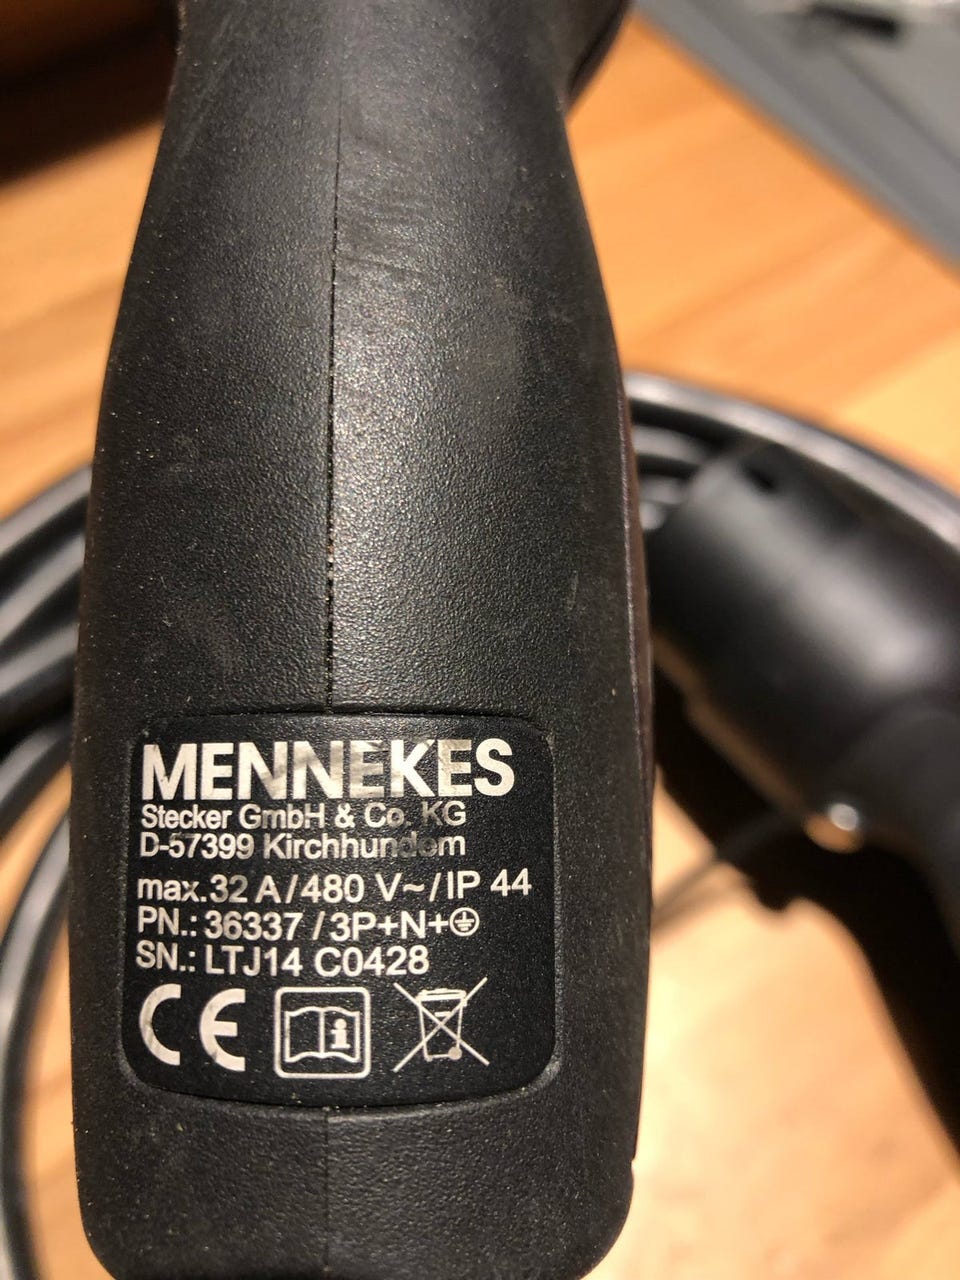 MENNEKES
Stecker GmbH & Co. KG
D-57399 Kirchhundem
max. 32 A / 480 V~ / IP 44
PN.: 36337 / 3P+N+⏚
SN.: LTJ14 C0428
CE i